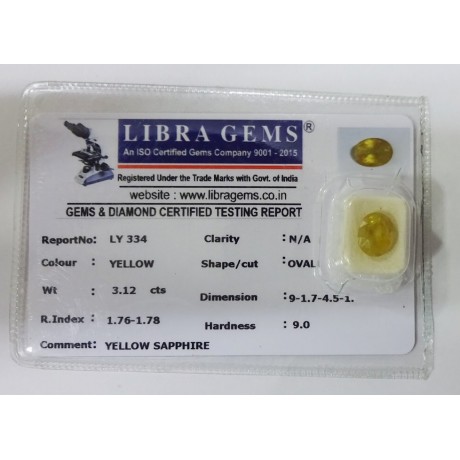 LIBRA GEMS®
An ISO Certified Gems Company 9001 - 2015
Registered Under the Trade Marks with Govt. of India
website : www.libragems.co.in
GEMS & DIAMOND CERTIFIED TESTING REPORT
ReportNo: LY 334 Clarity : N/A
Colour : YELLOW Shape/cut : OVAL
Wt : 3.12 cts Dimension : 9-1.7-4.5-1.
R.Index : 1.76-1.78 Hardness : 9.0
Comment: YELLOW SAPPHIRE